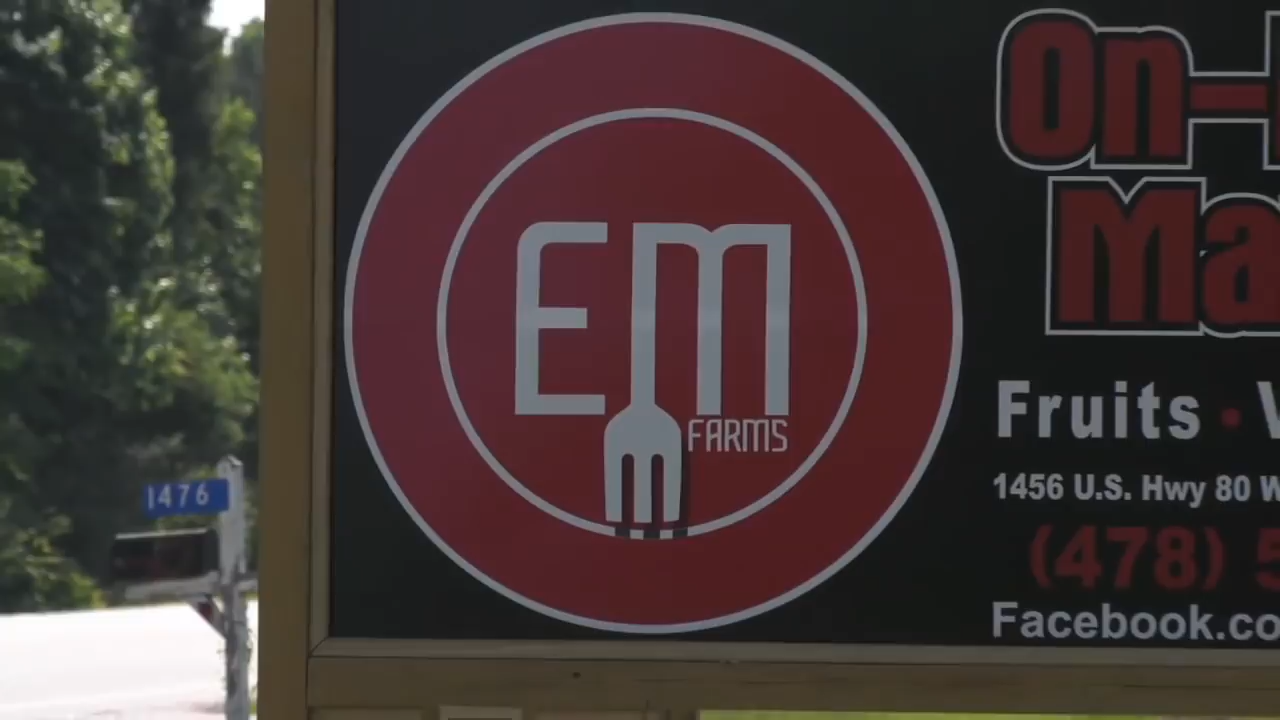 EM
FARMS
On-
Ma
Fruits ·
1456 U.S. Hwy 80 W
(478) 5
Facebook.co
1476